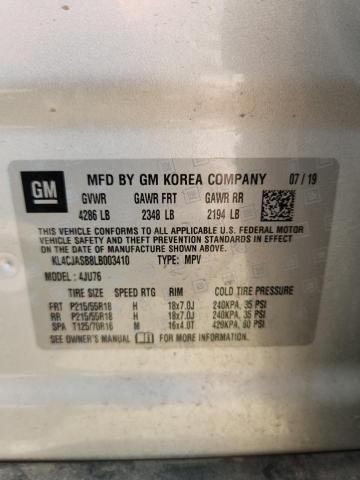 GM
MFD BY GM KOREA COMPANY 07/19
GVWR GAWR FRT GAWR RR
4286 LB 2348 LB 2194 LB
THIS VEHICLE CONFORMS TO ALL APPLICABLE U.S. FEDERAL MOTOR
VEHICLE SAFETY, BUMPER, AND THEFT PREVENTION STANDARDS IN
EFFECT ON THE DATE OF MANUFACTURE SHOWN ABOVE.
KL4CJASB8LB003410 TYPE: MPV
MODEL: 4JU76
TIRE SIZE SPEED RTG RIM COLD TIRE PRESSURE
FRT P215/55R18 H 18x7.0J 240KPA, 35 PSI
RR P215/55R18 H 18x7.0J 240KPA, 35 PSI
SPA T125/70R16 M 16x4.0T 420KPA, 60 PSI
SEE OWNER'S MANUAL FOR MORE INFORMATION.